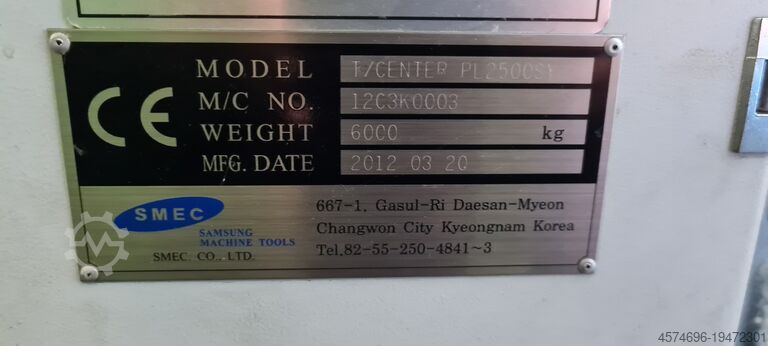 MODEL T/CENTER PL2500SY
M/C NO. 12C3K0003
WEIGHT 6000 kg
MFG. DATE 2012 03 20
CE
SMEC
SAMSUNG
MACHINE TOOLS
SMEC. CO., LTD.
667-1, Gasul-Ri Daesan-Myeon
Changwon City Kyeongnam Korea
Tel.82-55-250-4841~3
4574696-19472301